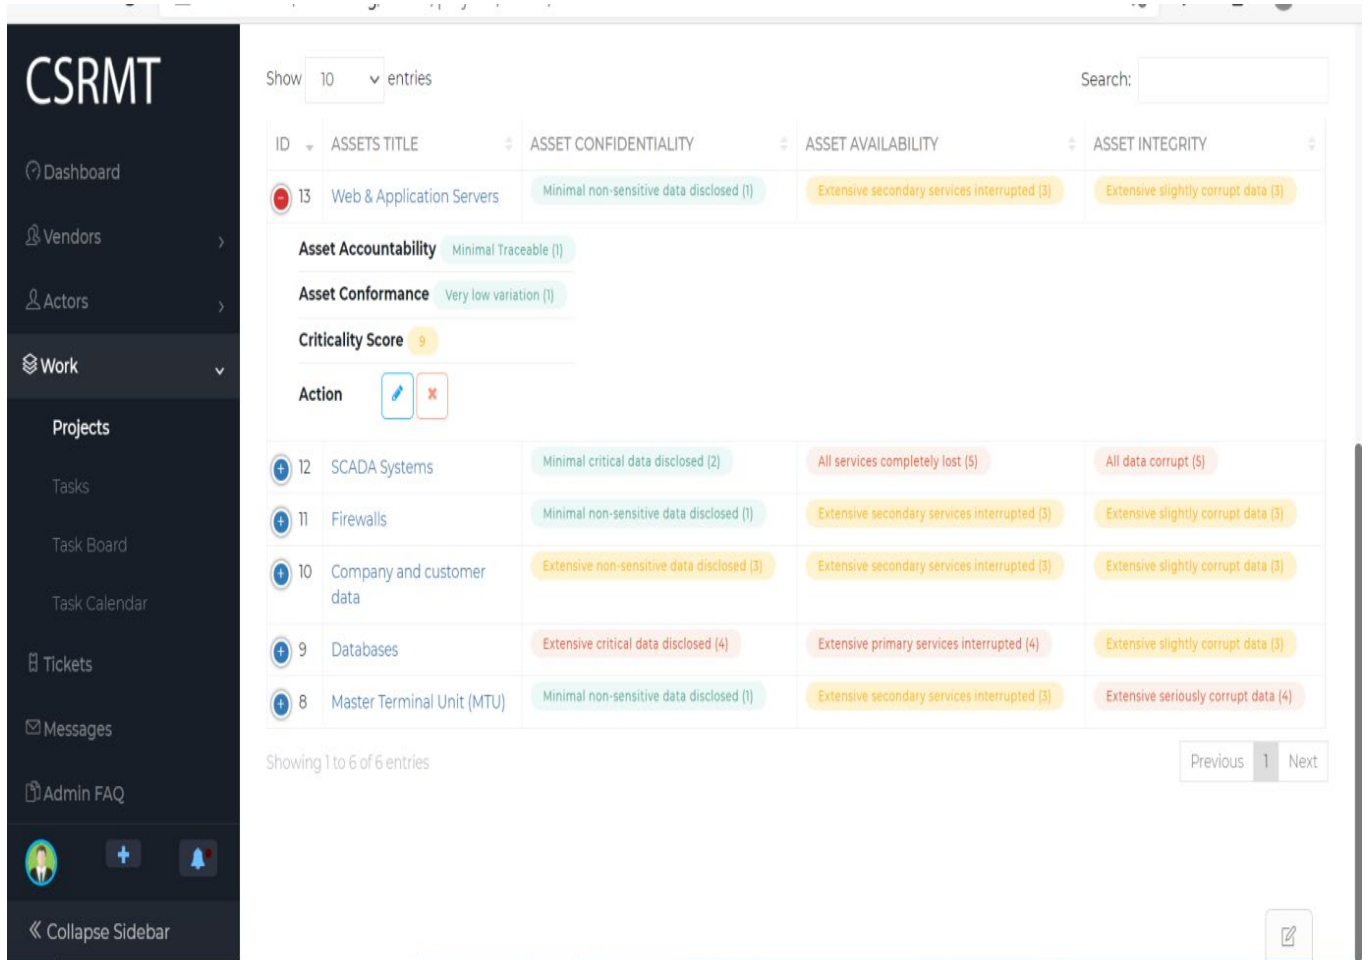 CSRMT
Dashboard
Vendors
Actors
Work
Projects
Tasks
Task Board
Task Calendar
Tickets
Messages
Admin FAQ
Collapse Sidebar
Show 10 entries
Search:
ID ASSETS TITLE ASSET CONFIDENTIALITY ASSET AVAILABILITY ASSET INTEGRITY
13 Web & Application Servers Minimal non-sensitive data disclosed (1) Extensive secondary services interrupted (3) Extensive slightly corrupt data (3)
Asset Accountability Minimal Traceable (1)
Asset Conformance Very low variation (1)
Criticality Score 9
Action
12 SCADA Systems Minimal critical data disclosed (2) All services completely lost (5) All data corrupt (5)
11 Firewalls Minimal non-sensitive data disclosed (1) Extensive secondary services interrupted (3) Extensive slightly corrupt data (3)
10 Company and customer Extensive non-sensitive data disclosed (3) Extensive secondary services interrupted (3) Extensive slightly corrupt data (3)
data
9 Databases Extensive critical data disclosed (4) Extensive primary services interrupted (4) Extensive slightly corrupt data (3)
8 Master Terminal Unit (MTU) Minimal non-sensitive data disclosed (1) Extensive secondary services interrupted (3) Extensive seriously corrupt data (4)
Showing 1 to 6 of 6 entries
Previous 1 Next